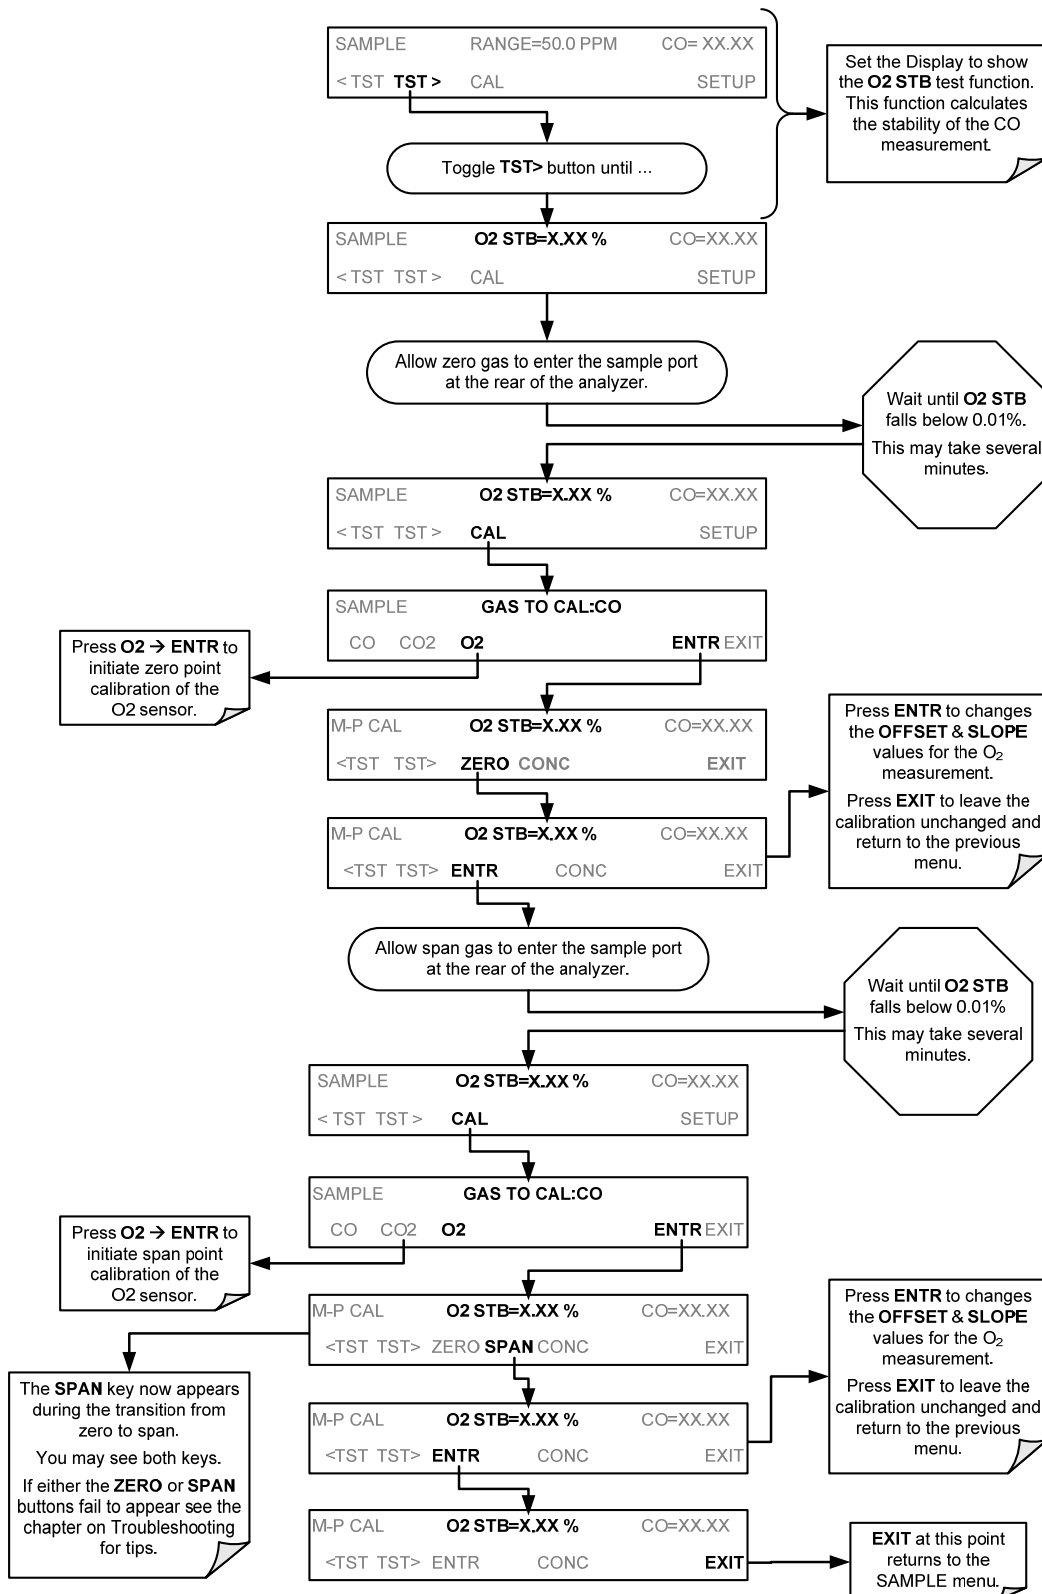 SAMPLE RANGE=50.0 PPM CO= XX.XX
< TST TST > CAL SETUP
Set the Display to show
the O2 STB test function.
This function calculates
the stability of the CO
measurement.
Toggle TST> button until ...
SAMPLE O2 STB=X.XX % CO=XX.XX
< TST TST > CAL SETUP
Allow zero gas to enter the sample port
at the rear of the analyzer.
Wait until O2 STB
falls below 0.01%.
This may take several
minutes.
SAMPLE O2 STB=X.XX % CO=XX.XX
< TST TST > CAL SETUP
SAMPLE GAS TO CAL:CO
CO CO2 O2 ENTR EXIT
Press O2 → ENTR to
initiate zero point
calibration of the
O2 sensor.
M-P CAL O2 STB=X.XX % CO=XX.XX
<TST TST> ZERO CONC EXIT
Press ENTR to changes
the OFFSET & SLOPE
values for the O₂
measurement.
Press EXIT to leave the
calibration unchanged and
return to the previous
menu.
M-P CAL O2 STB=X.XX % CO=XX.XX
<TST TST> ENTR CONC EXIT
Allow span gas to enter the sample port
at the rear of the analyzer.
Wait until O2 STB
falls below 0.01%
This may take several
minutes.
SAMPLE O2 STB=X.XX % CO=XX.XX
< TST TST > CAL SETUP
SAMPLE GAS TO CAL:CO
CO CO2 O2 ENTR EXIT
Press O2 → ENTR to
initiate span point
calibration of the
O2 sensor.
M-P CAL O2 STB=X.XX % CO=XX.XX
<TST TST> ZERO SPAN CONC EXIT
Press ENTR to changes
the OFFSET & SLOPE
values for the O₂
measurement.
Press EXIT to leave the
calibration unchanged and
return to the previous
menu.
The SPAN key now appears
during the transition from
zero to span.
You may see both keys.
If either the ZERO or SPAN
buttons fail to appear see the
chapter on Troubleshooting
for tips.
M-P CAL O2 STB=X.XX % CO=XX.XX
<TST TST> ENTR CONC EXIT
M-P CAL O2 STB=X.XX % CO=XX.XX
<TST TST> ENTR CONC EXIT
EXIT at this point
returns to the
SAMPLE menu.